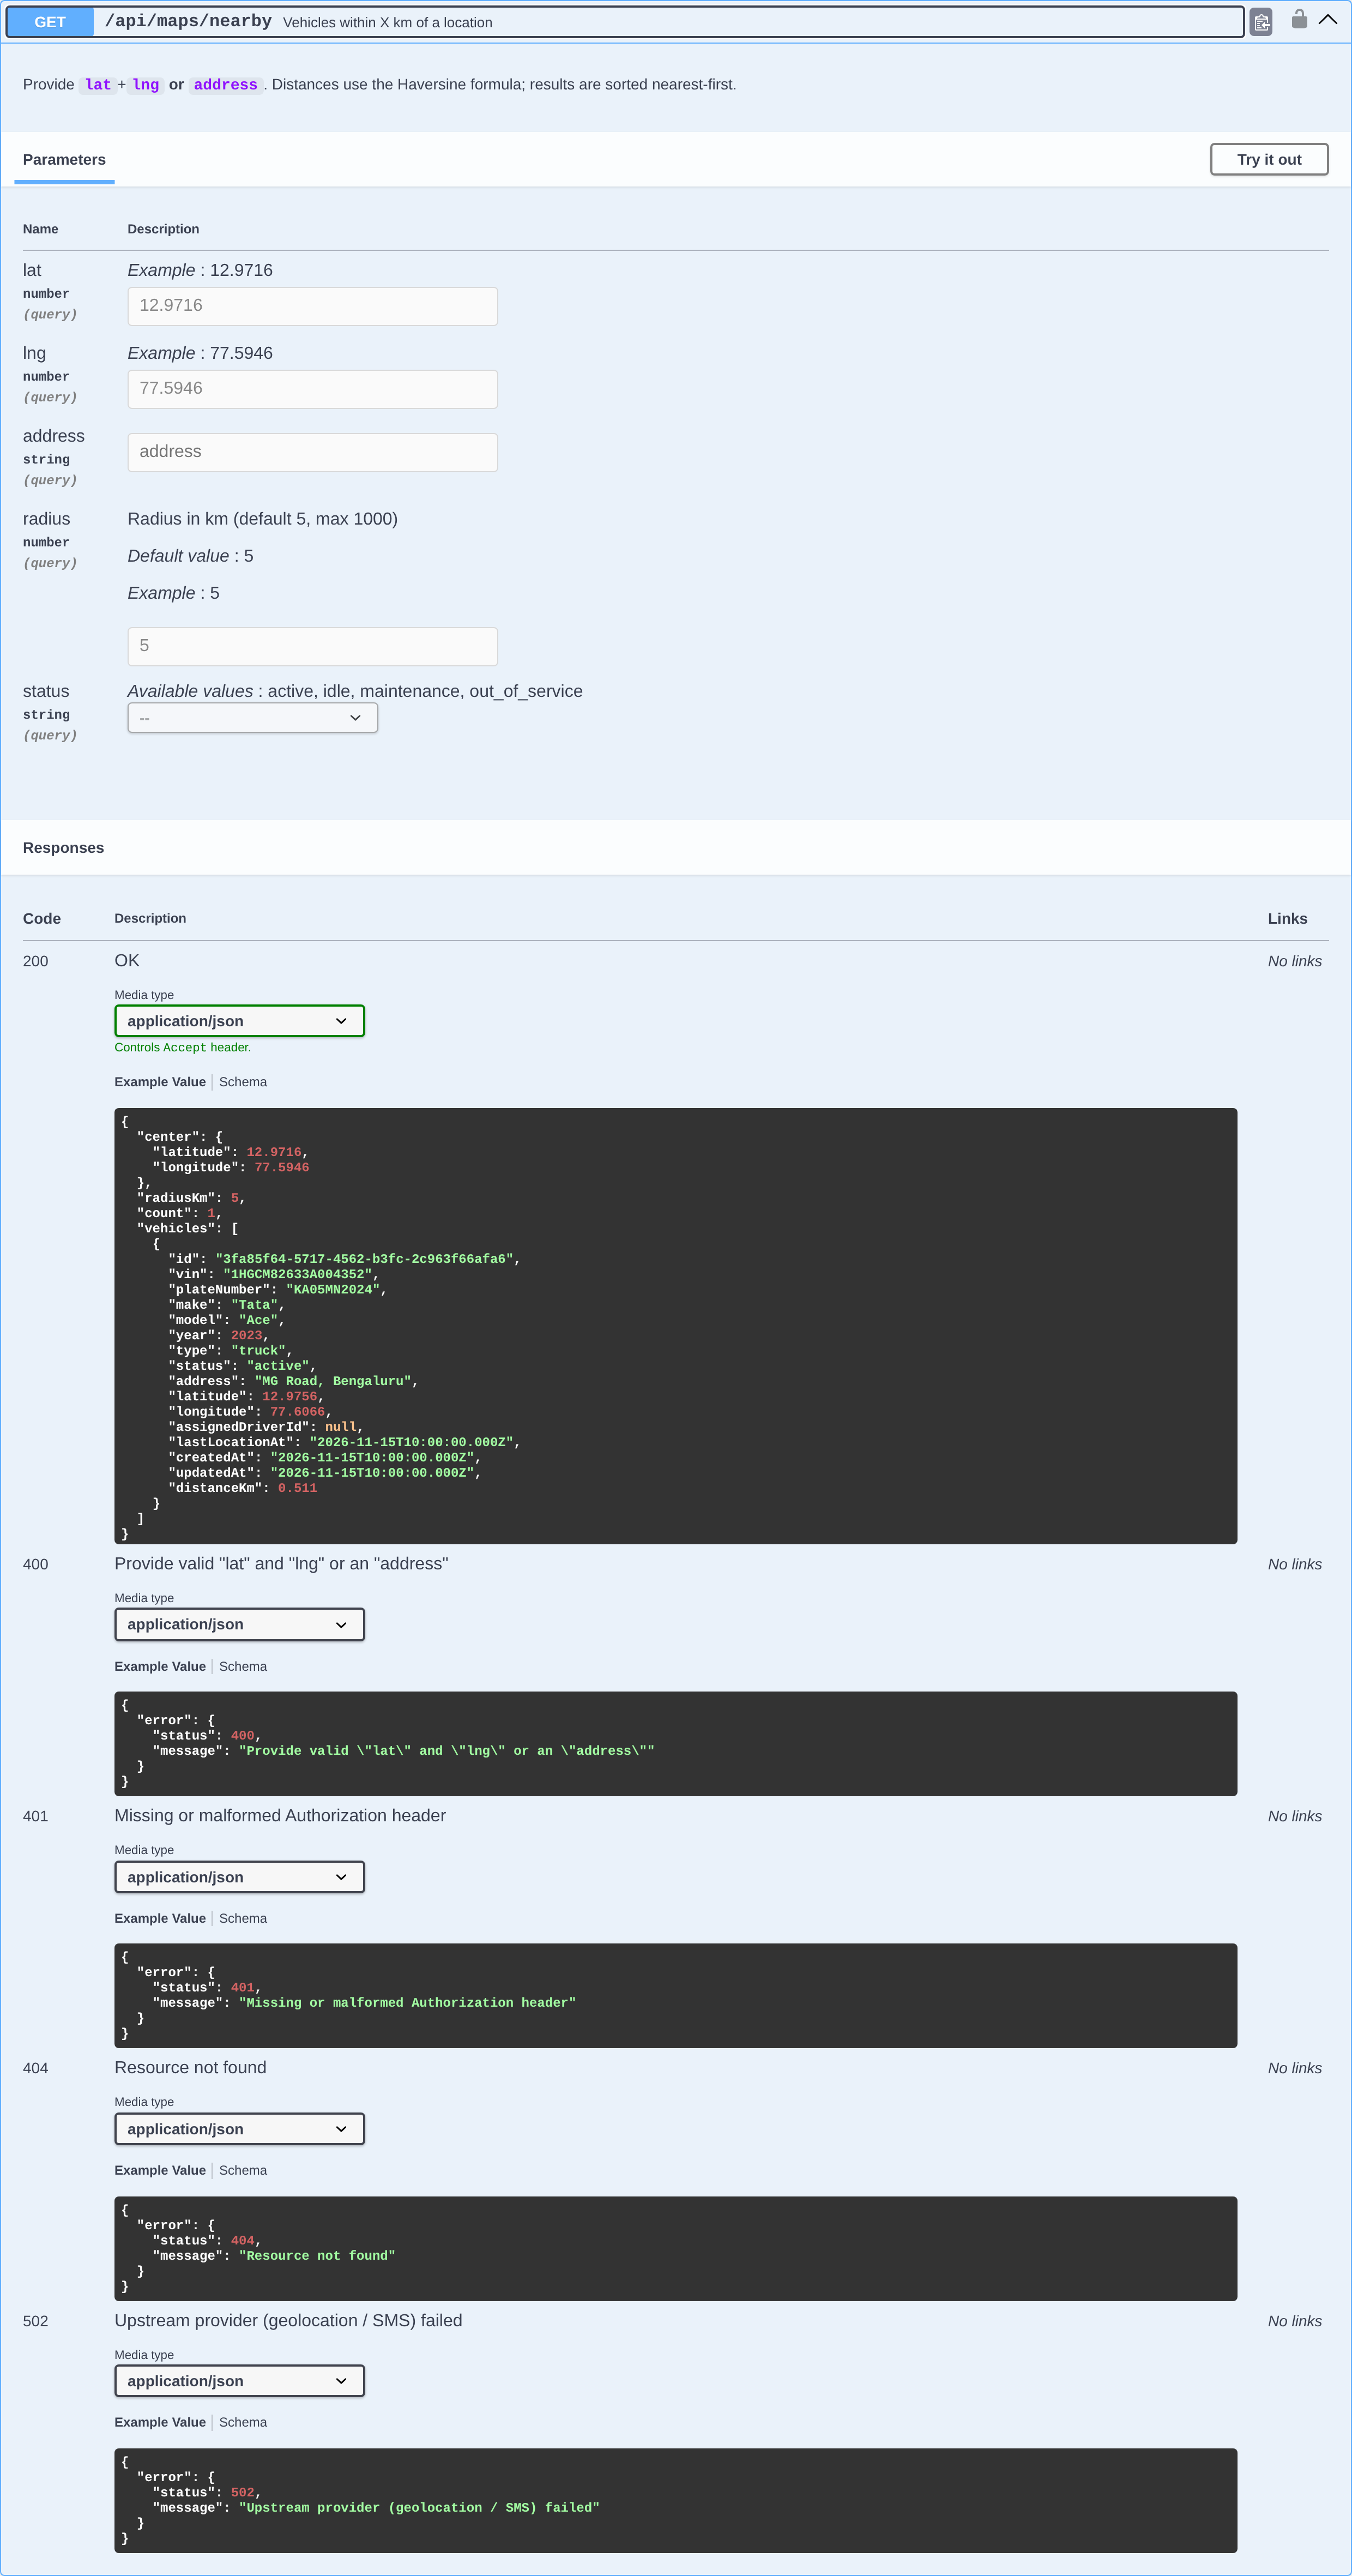 GET /api/maps/nearby Vehicles within X km of a location
Provide lat+lng or address. Distances use the Haversine formula; results are sorted nearest-first.
Parameters Try it out
Name Description
lat Example : 12.9716
number 12.9716
(query)
lng Example : 77.5946
number 77.5946
(query)
address
string address
(query)
radius Radius in km (default 5, max 1000)
number Default value : 5
(query)
Example : 5
5
status Available values : active, idle, maintenance, out_of_service
string --
(query)
Responses
Code Description Links
200 OK No links
Media type
application/json
Controls Accept header.
Example Value Schema
{
  "center": {
    "latitude": 12.9716,
    "longitude": 77.5946
  },
  "radiusKm": 5,
  "count": 1,
  "vehicles": [
    {
      "id": "3fa85f64-5717-4562-b3fc-2c963f66afa6",
      "vin": "1HGCM82633A004352",
      "plateNumber": "KA05MN2024",
      "make": "Tata",
      "model": "Ace",
      "year": 2023,
      "type": "truck",
      "status": "active",
      "address": "MG Road, Bengaluru",
      "latitude": 12.9756,
      "longitude": 77.6066,
      "assignedDriverId": null,
      "lastLocationAt": "2026-11-15T10:00:00.000Z",
      "createdAt": "2026-11-15T10:00:00.000Z",
      "updatedAt": "2026-11-15T10:00:00.000Z",
      "distanceKm": 0.511
    }
  ]
}
400 Provide valid "lat" and "lng" or an "address" No links
Media type
application/json
Example Value Schema
{
  "error": {
    "status": 400,
    "message": "Provide valid \"lat\" and \"lng\" or an \"address\""
  }
}
401 Missing or malformed Authorization header No links
Media type
application/json
Example Value Schema
{
  "error": {
    "status": 401,
    "message": "Missing or malformed Authorization header"
  }
}
404 Resource not found No links
Media type
application/json
Example Value Schema
{
  "error": {
    "status": 404,
    "message": "Resource not found"
  }
}
502 Upstream provider (geolocation / SMS) failed No links
Media type
application/json
Example Value Schema
{
  "error": {
    "status": 502,
    "message": "Upstream provider (geolocation / SMS) failed"
  }
}